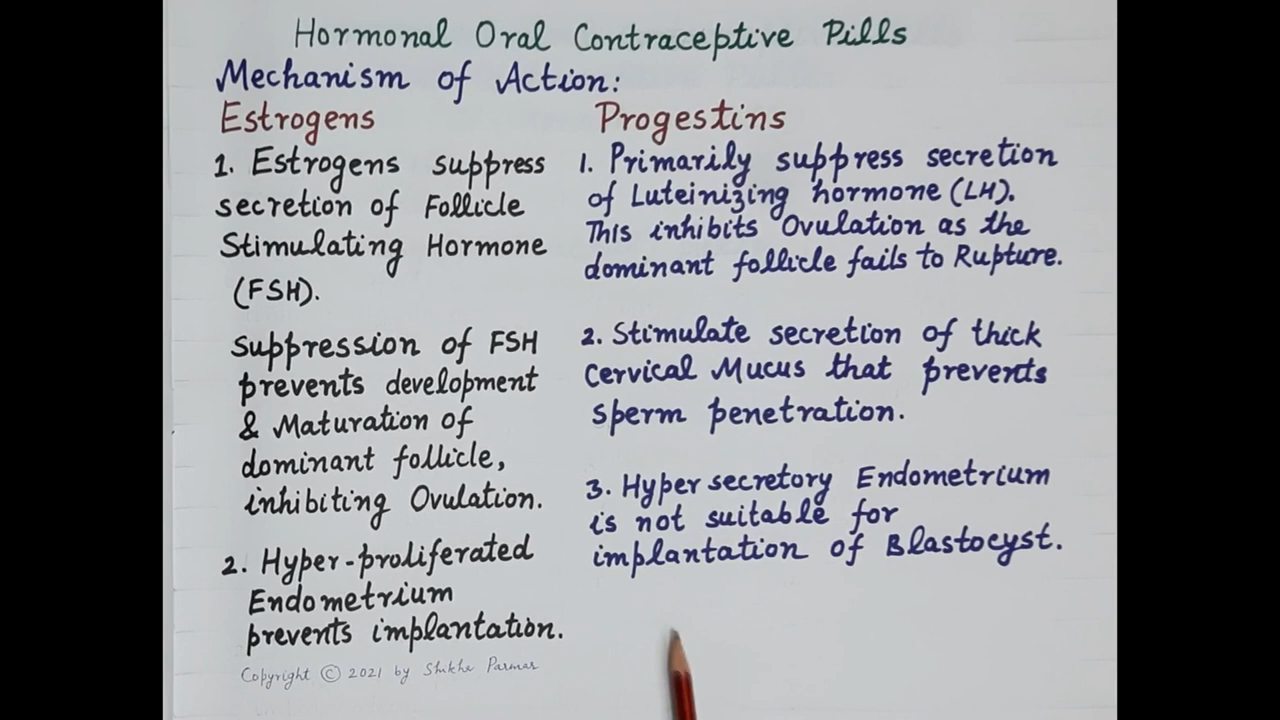 Hormonal Oral Contraceptive Pills
Mechanism of Action:
Estrogens
1. Estrogens suppress
secretion of Follicle
Stimulating Hormone
(FSH).
Suppression of FSH
prevents development
& Maturation of
dominant follicle,
inhibiting Ovulation.
2. Hyper-proliferated
Endometrium
prevents implantation.
Progestins
1. Primarily suppress secretion
of Luteinizing hormone (LH).
This inhibits Ovulation as the
dominant follicle fails to Rupture.
2. Stimulate secretion of thick
Cervical Mucus that prevents
Sperm penetration.
3. Hyper secretory Endometrium
is not suitable for
implantation of Blastocyst.
Copyright © 2021 by Shikha Parmar